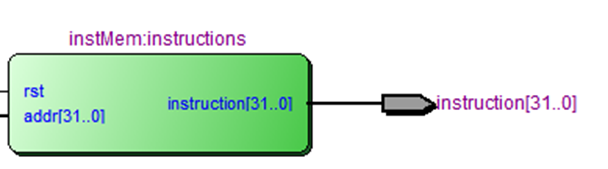 instMem:instructions
rst
addr[31..0]
instruction[31..0]
instruction[31..0]